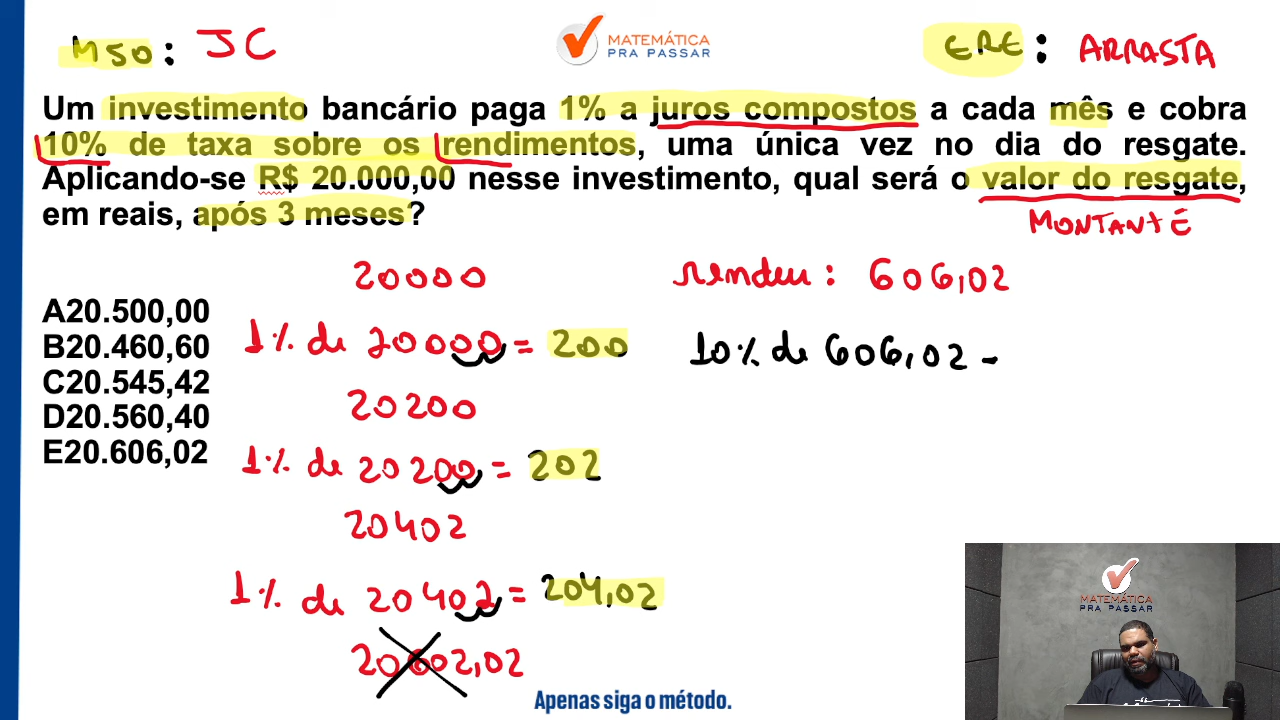 MSO: JC
MATEMÁTICA
PRA PASSAR
ERE: ARRASTA
Um investimento bancário paga 1% a juros compostos a cada mês e cobra
10% de taxa sobre os rendimentos, uma única vez no dia do resgate.
Aplicando-se R$ 20.000,00 nesse investimento, qual será o valor do resgate,
em reais, após 3 meses?
MONTANTE
A20.500,00
B20.460,60
C20.545,42
D20.560,40
E20.606,02
20000
1% de 20000 = 200
20200
1% de 20200 = 202
20402
1% de 20402 = 204,02
20602,02
rendeu: 606,02
10% de 606,02 -
MATEMÁTICA
PRA PASSAR
Apenas siga o método.